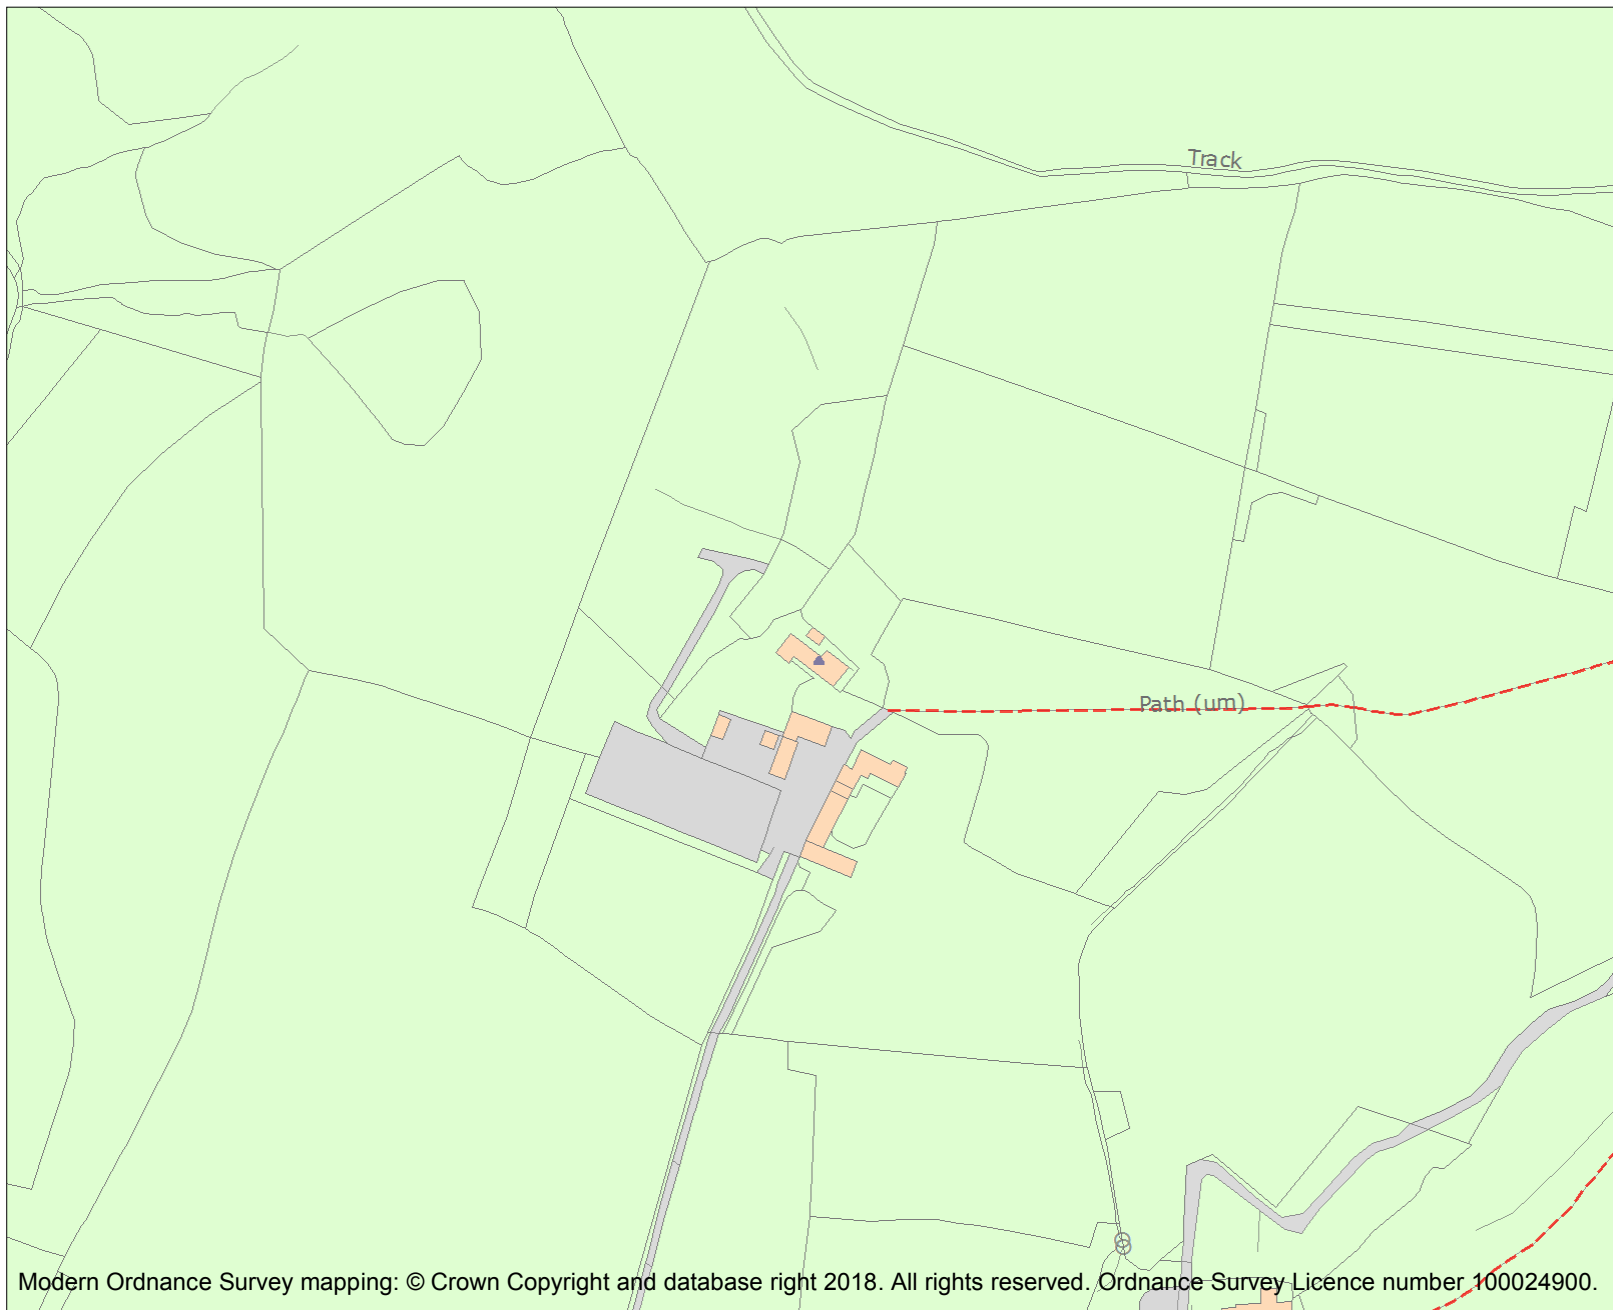 Track
Path (um)
Modern Ordnance Survey mapping: © Crown Copyright and database right 2018. All rights reserved. Ordnance Survey Licence number 100024900.